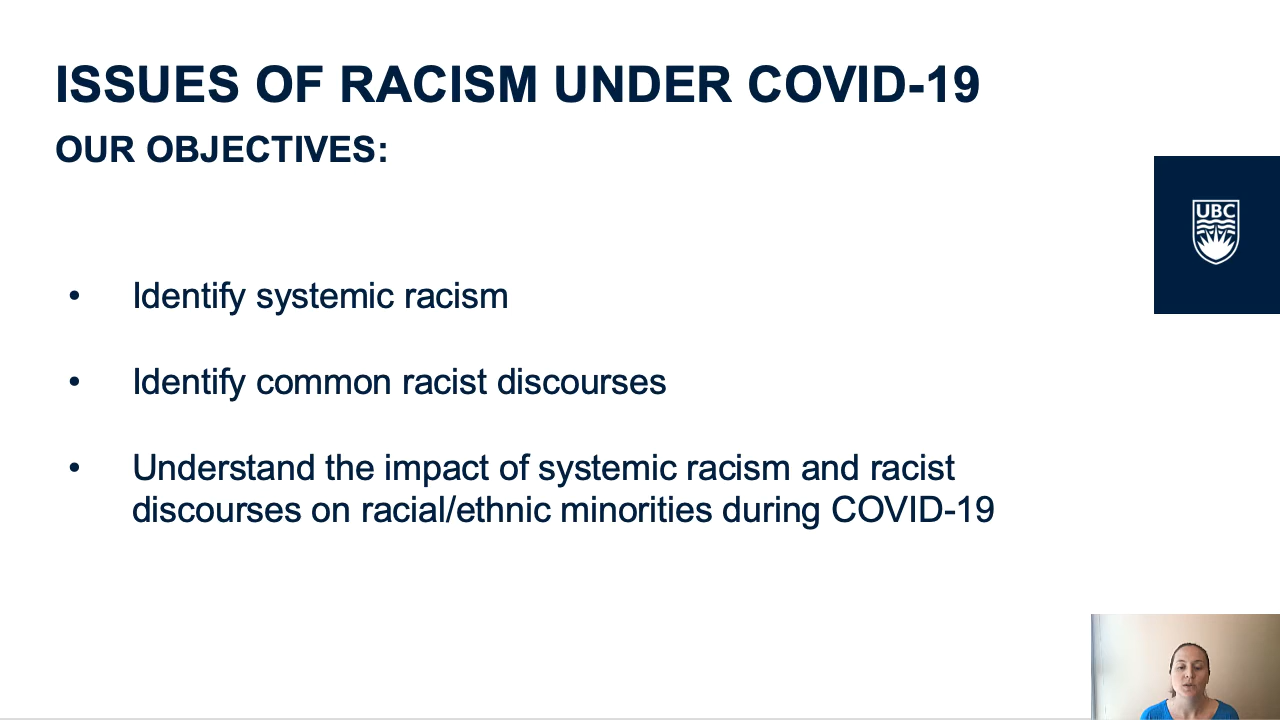 ISSUES OF RACISM UNDER COVID-19
OUR OBJECTIVES:
UBC
• Identify systemic racism
• Identify common racist discourses
• Understand the impact of systemic racism and racist
discourses on racial/ethnic minorities during COVID-19